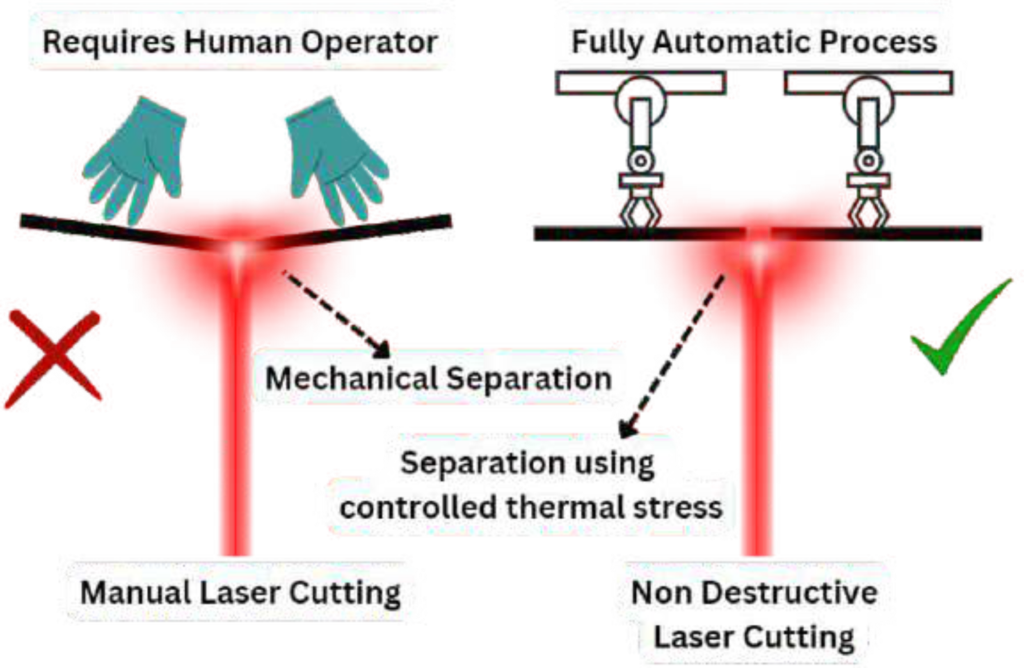 Requires Human Operator
Fully Automatic Process
Mechanical Separation
Separation using
controlled thermal stress
Manual Laser Cutting
Non Destructive
Laser Cutting